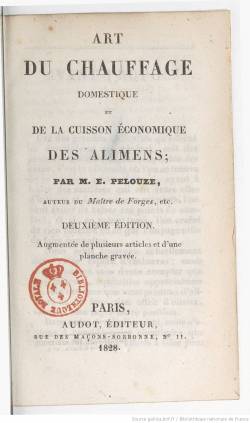 ART
DU CHAUFFAGE
DOMESTIQUE
ET
DE LA CUISSON ÉCONOMIQUE
DES ALIMENS;
PAR M. E. PELOUZE,
AUTEUR DU Maître de Forges, etc.
DEUXIÈME ÉDITION.
Augmentée de plusieurs articles et d'une
planche gravée.
PARIS,
AUDOT, ÉDITEUR,
RUE DES MAÇONS-SORBONNE, N° 11.
1828.
Source gallica.bnf.fr / Bibliothèque nationale de France